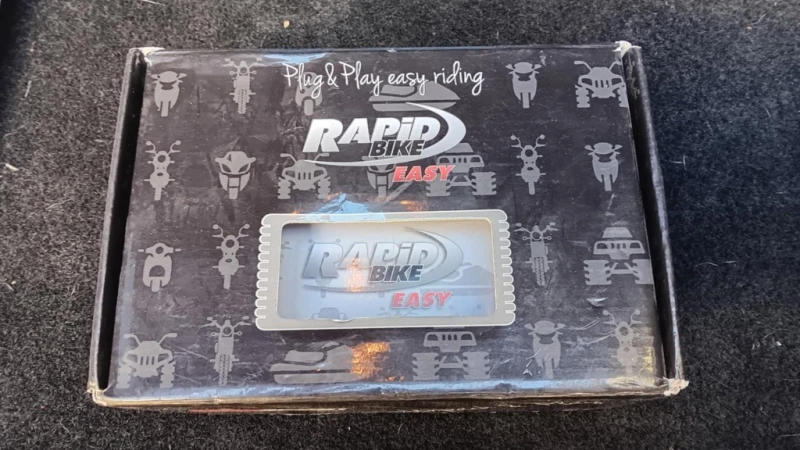 Plug&Play easy riding
RAPiD
BIKE
EASY
RAPiD
BIKE
EASY